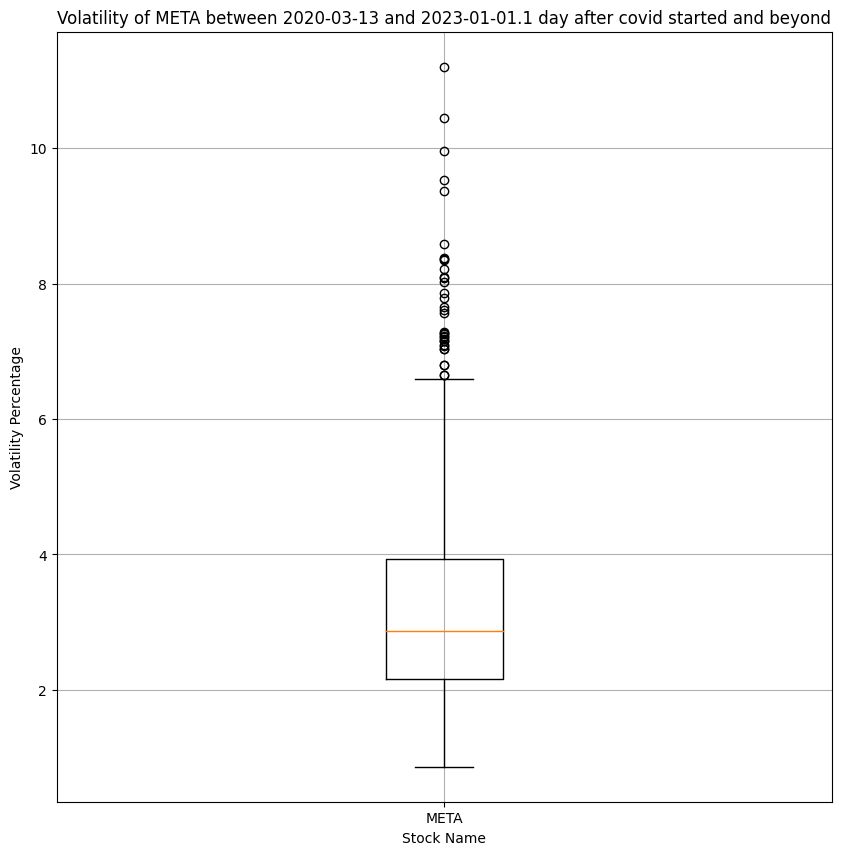 Volatility of META between 2020-03-13 and 2023-01-01.1 day after covid started and beyond
10
8
6
4
2
Volatility Percentage
META
Stock Name